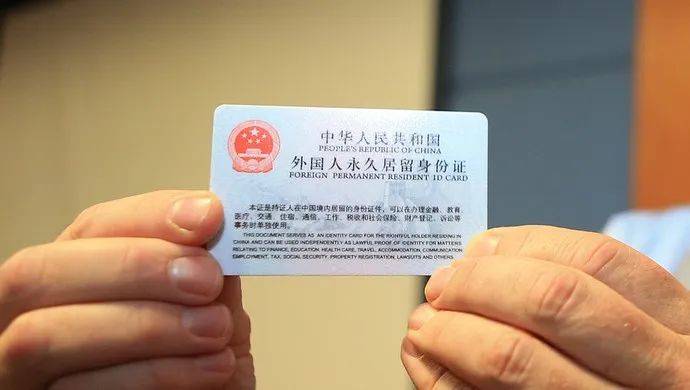 中华人民共和国
PEOPLE'S REPUBLIC OF CHINA
外国人永久居留身份证
FOREIGN PERMANENT RESIDENT ID CARD
本证是持证人在中国境内居留的身份证件，可以在办理金融、教育、
医疗、交通、住宿、通信、工作、税收和社会保险、财产登记、诉讼等
事务时单独使用。
THIS DOCUMENT SERVES AS AN IDENTITY CARD FOR THE RIGHTFUL HOLDER RESIDING IN
CHINA AND CAN BE USED INDEPENDENTLY AS LAWFUL PROOF OF IDENTITY FOR MATTERS
RELATING TO FINANCE, EDUCATION, HEALTH CARE, TRAVEL, ACCOMMODATION, COMMUNICATION
EMPLOYMENT, TAX, SOCIAL SECURITY, PROPERTY REGISTRATION, LAWSUITS AND OTHERS.